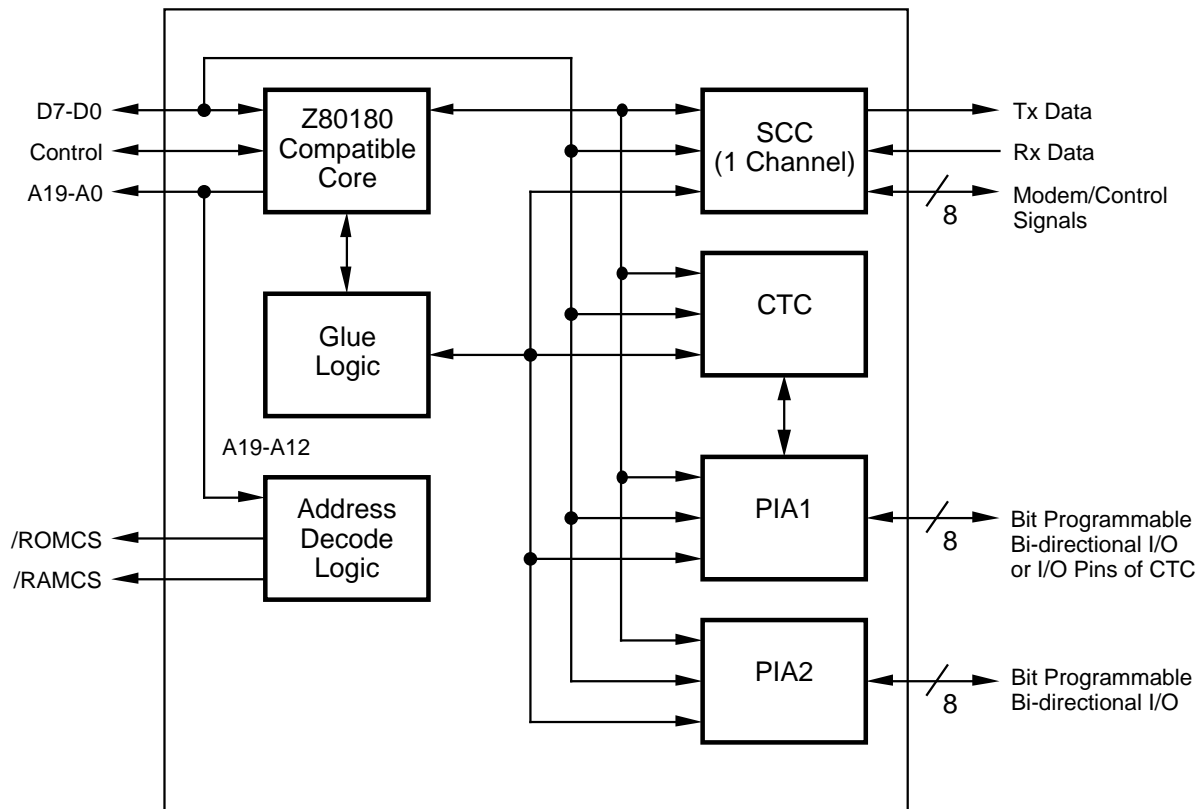 D7-D0
Control
A19-A0
Z80180
Compatible
Core
SCC
(1 Channel)
Tx Data
Rx Data
8
Modem/Control
Signals
Glue
Logic
CTC
A19-A12
Address
Decode
Logic
/ROMCS
/RAMCS
PIA1
8
Bit Programmable
Bi-directional I/O
or I/O Pins of CTC
PIA2
8
Bit Programmable
Bi-directional I/O